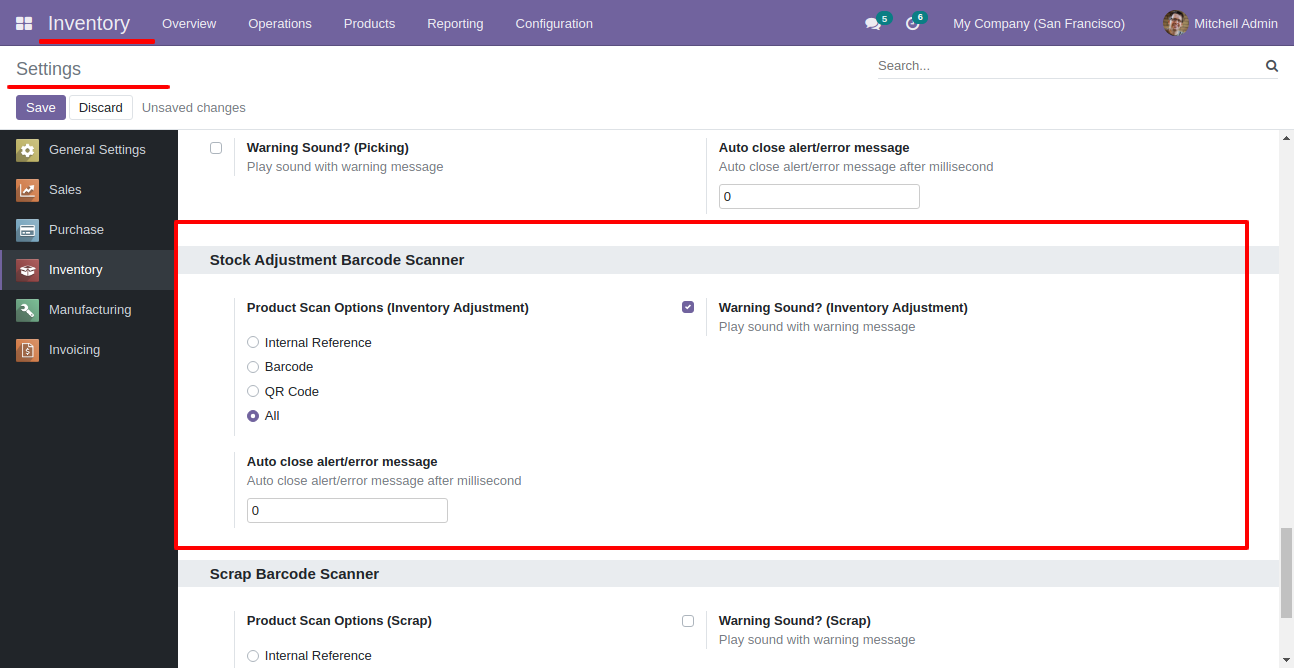 Inventory Overview Operations Products Reporting Configuration 5 6 My Company (San Francisco) Mitchell Admin
Settings Search...
Save Discard Unsaved changes
General Settings
Sales
Purchase
Inventory
Manufacturing
Invoicing
Warning Sound? (Picking)
Play sound with warning message
Auto close alert/error message
Auto close alert/error message after millisecond
0
Stock Adjustment Barcode Scanner
Product Scan Options (Inventory Adjustment)
Internal Reference
Barcode
QR Code
All
Warning Sound? (Inventory Adjustment)
Play sound with warning message
Auto close alert/error message
Auto close alert/error message after millisecond
0
Scrap Barcode Scanner
Product Scan Options (Scrap)
Internal Reference
Warning Sound? (Scrap)
Play sound with warning message